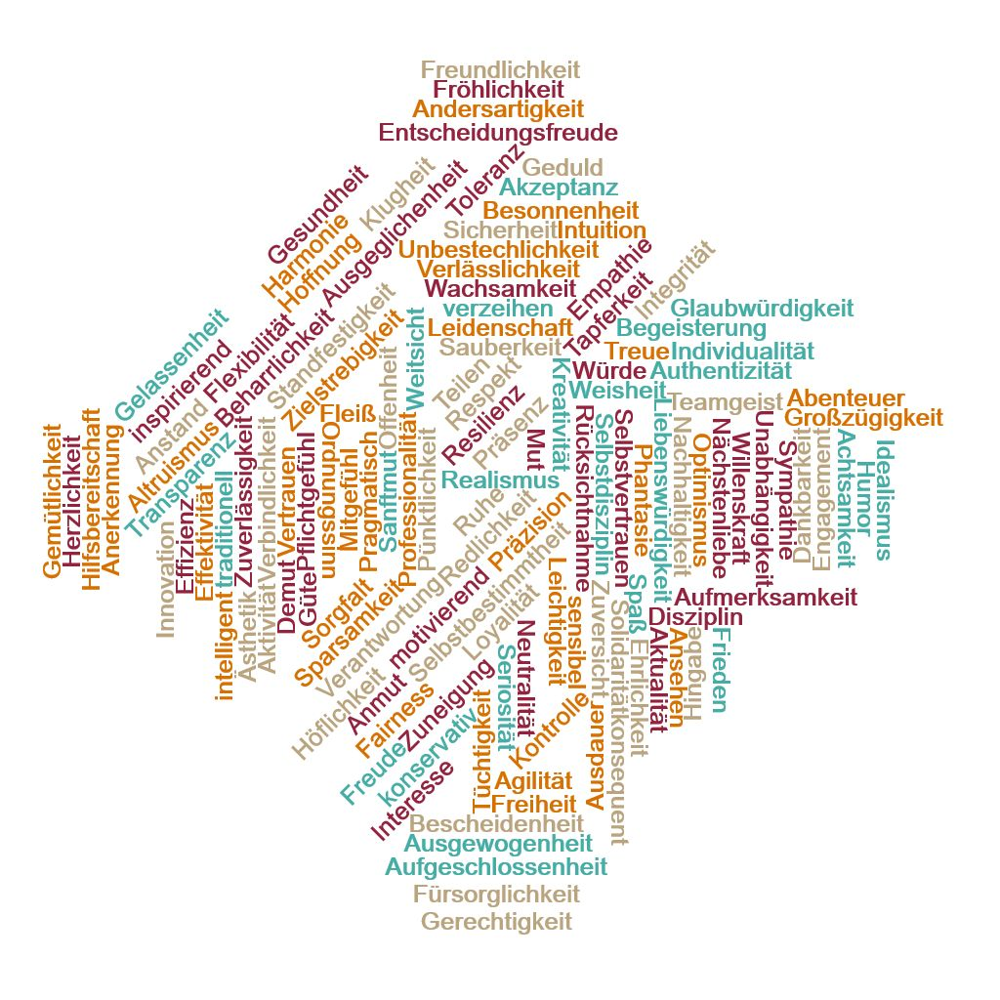 Freundlichkeit
Fröhlichkeit
Andersartigkeit
Entscheidungsfreude
Toleranz
Geduld
Klugheit
Gesundheit
Akzeptanz
Ausgeglichenheit
Besonnenheit
Harmonie
Hoffnung
Sicherheit
Intuition
Unbestechlichkeit
Empathie
Integrität
Verlässlichkeit
Wachsamkeit
Tapferkeit
verzeihen
Glaubwürdigkeit
Leidenschaft
Begeisterung
Sauberkeit
Treue
Individualität
Standfestigkeit
Flexibilität
Beharrlichkeit
Zielstrebigkeit
Weitsicht
Gelassenheit
inspirierend
Anstand
Altruismus
Transparenz
Offenheit
Fleiß
Teilen
Respekt
Resilienz
Präsenz
Kreativität
Würde
Authentizität
Weisheit
Teamgeist
Abenteuer
Großzügigkeit
Gemütlichkeit
Herzlichkeit
Hilfsbereitschaft
Anerkennung
Innovation
Effizienz
Effektivität
traditionell
Zuverlässigkeit
Verbindlichkeit
Vertrauen
Pflichtgefühl
Ordnungssinn
Mitgefühl
Pragmatisch
Sanftmut
Professionalität
Pünktlichkeit
Mut
Realismus
Rücksichtnahme
Selbstdisziplin
Selbstvertrauen
Phantasie
Liebenswürdigkeit
Nachhaltigkeit
Optimismus
Nächstenliebe
Willenskraft
Unabhängigkeit
Sympathie
Dankbarkeit
Engagement
Achtsamkeit
Humor
Idealismus
Ruhe
Redlichkeit
Präzision
intelligent
Ästhetik
Aktivität
Demut
Güte
Sorgfalt
Sparsamkeit
Verantwortung
motivierend
Selbstbestimmtheit
Loyalität
Leichtigkeit
sensibel
Zuversicht
Solidarität
Spaß
Aufmerksamkeit
Disziplin
Höflichkeit
Anmut
Fairness
Zuneigung
Seriosität
Neutralität
Ehrlichkeit
Aktualität
Ansehen
Hingabe
Frieden
Freude
konservativ
Interesse
Tüchtigkeit
Kontrolle
Ausdauer
konsequent
Agilität
Freiheit
Bescheidenheit
Ausgewogenheit
Aufgeschlossenheit
Fürsorglichkeit
Gerechtigkeit